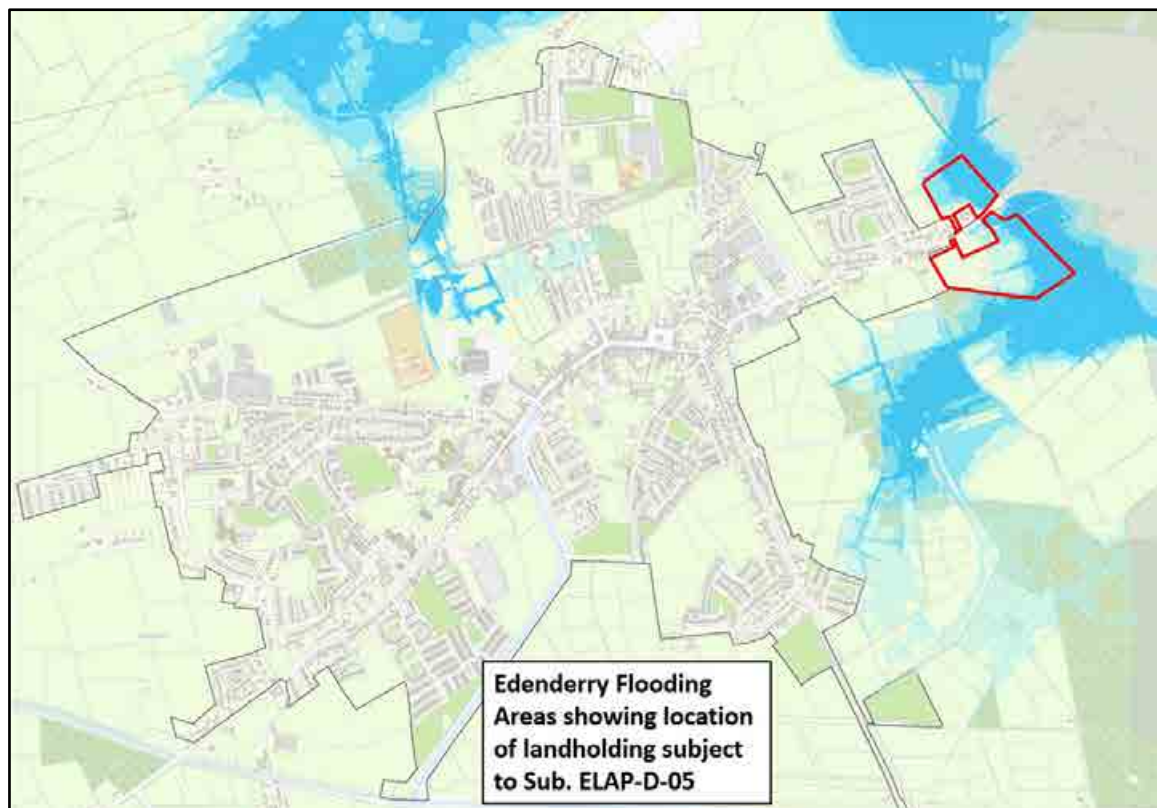 Edenderry Flooding
Areas showing location
of landholding subject
to Sub. ELAP-D-05